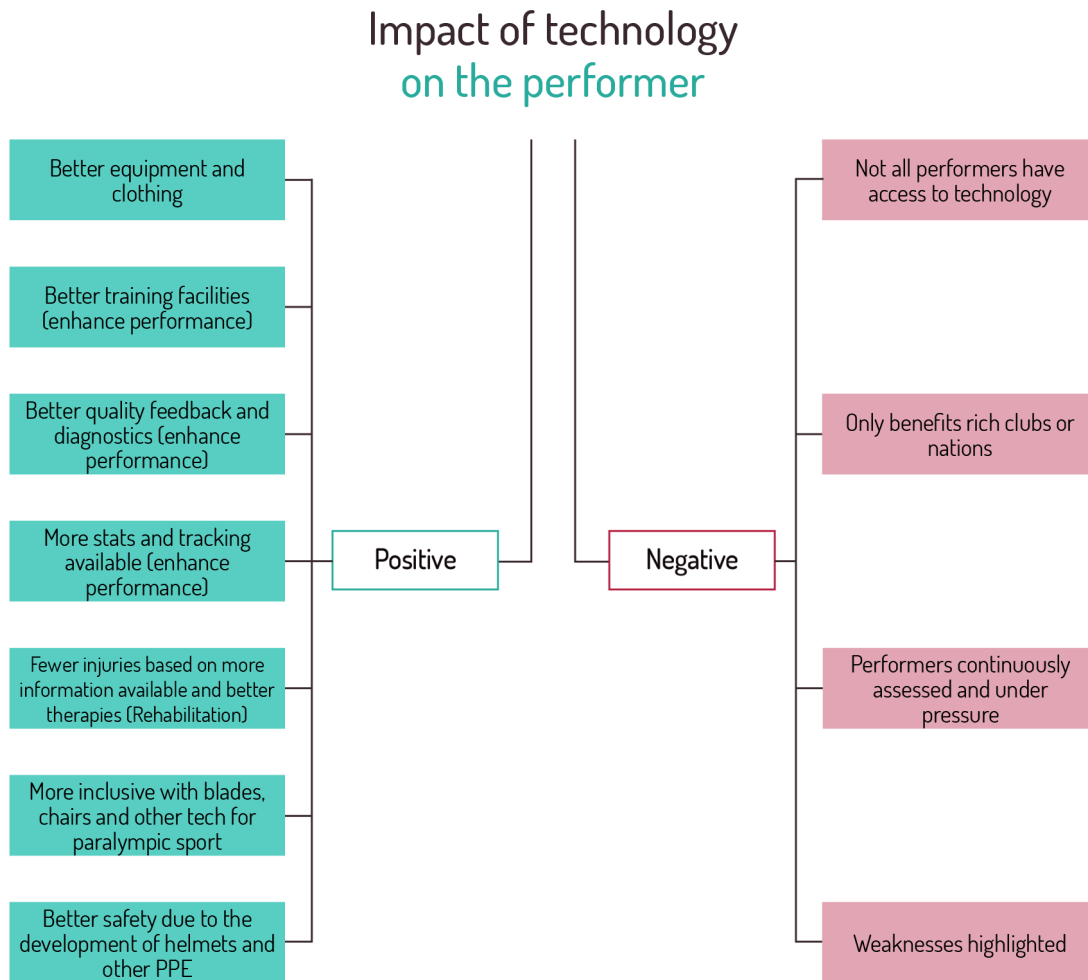 Impact of technology
on the performer
Better equipment and
clothing
Better training facilities
(enhance performance)
Better quality feedback and
diagnostics (enhance
performance)
More stats and tracking
available (enhance
performance)
Fewer injuries based on more
information available and better
therapies (Rehabilitation)
More inclusive with blades,
chairs and other tech for
paralympic sport
Better safety due to the
development of helmets and
other PPE
Positive
Negative
Not all performers have
access to technology
Only benefits rich clubs or
nations
Performers continuously
assessed and under
pressure
Weaknesses highlighted